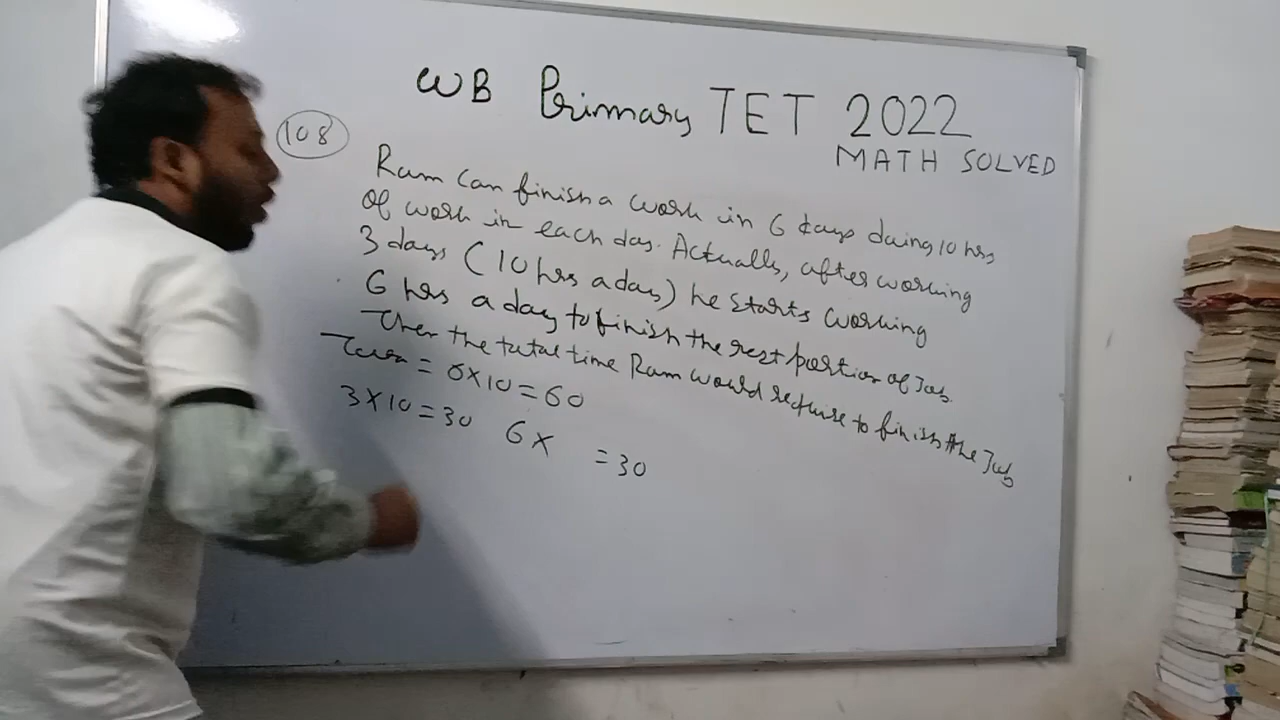 WB Primary TET 2022
MATH SOLVED
108
Ram can finish a work in 6 days doing 10 hrs
of work in each day. Actually, after working
3 days (10 hrs a day) he starts working
6 hrs a day to finish the rest portion of Job
Then the total time Ram would require to finish the Job
= 6×10=60
3×10=30 6× =30